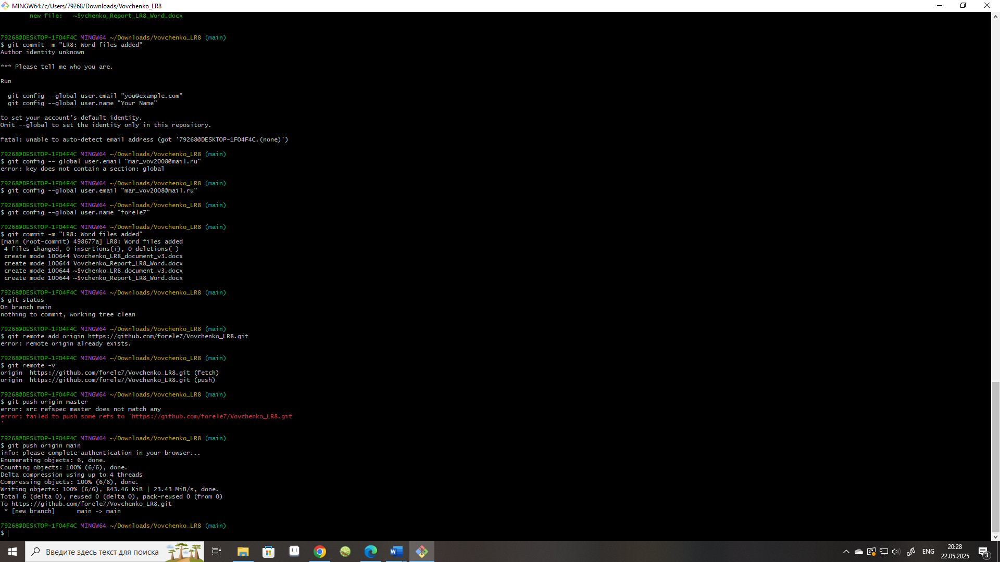 MINGW64:/c/Users/79268/Downloads/Vovchenko_LR8
new file:   ~$vchenko_Report_LR8_Word.docx
79268@DESKTOP-1FO4F4C MINGW64 ~/Downloads/Vovchenko_LR8 (main)
$ git commit -m "LR8: Word files added"
Author identity unknown
*** Please tell me who you are.
Run
git config --global user.email "you@example.com"
git config --global user.name "Your Name"
to set your account's default identity.
Omit --global to set the identity only in this repository.
fatal: unable to auto-detect email address (got '79268@DESKTOP-1FO4F4C.(none)')
79268@DESKTOP-1FO4F4C MINGW64 ~/Downloads/Vovchenko_LR8 (main)
$ git config -- global user.email "mar_vov2008@mail.ru"
error: key does not contain a section: global
79268@DESKTOP-1FO4F4C MINGW64 ~/Downloads/Vovchenko_LR8 (main)
$ git config --global user.email "mar_vov2008@mail.ru"
79268@DESKTOP-1FO4F4C MINGW64 ~/Downloads/Vovchenko_LR8 (main)
$ git config --global user.name "forele7"
79268@DESKTOP-1FO4F4C MINGW64 ~/Downloads/Vovchenko_LR8 (main)
$ git commit -m "LR8: Word files added"
[main (root-commit) 498677a] LR8: Word files added
4 files changed, 0 insertions(+), 0 deletions(-)
create mode 100644 Vovchenko_LR8_document_v3.docx
create mode 100644 Vovchenko_Report_LR8_Word.docx
create mode 100644 ~$vchenko_LR8_document_v3.docx
create mode 100644 ~$vchenko_Report_LR8_Word.docx
79268@DESKTOP-1FO4F4C MINGW64 ~/Downloads/Vovchenko_LR8 (main)
$ git status
On branch main
nothing to commit, working tree clean
79268@DESKTOP-1FO4F4C MINGW64 ~/Downloads/Vovchenko_LR8 (main)
$ git remote add origin https://github.com/forele7/Vovchenko_LR8.git
error: remote origin already exists.
79268@DESKTOP-1FO4F4C MINGW64 ~/Downloads/Vovchenko_LR8 (main)
$ git remote -v
origin  https://github.com/forele7/Vovchenko_LR8.git (fetch)
origin  https://github.com/forele7/Vovchenko_LR8.git (push)
79268@DESKTOP-1FO4F4C MINGW64 ~/Downloads/Vovchenko_LR8 (main)
$ git push origin master
error: src refspec master does not match any
error: failed to push some refs to 'https://github.com/forele7/Vovchenko_LR8.git
'
79268@DESKTOP-1FO4F4C MINGW64 ~/Downloads/Vovchenko_LR8 (main)
$ git push origin main
info: please complete authentication in your browser...
Enumerating objects: 6, done.
Counting objects: 100% (6/6), done.
Delta compression using up to 4 threads
Compressing objects: 100% (6/6), done.
Writing objects: 100% (6/6), 843.46 KiB | 23.43 MiB/s, done.
Total 6 (delta 0), reused 0 (delta 0), pack-reused 0 (from 0)
To https://github.com/forele7/Vovchenko_LR8.git
* [new branch]      main -> main
79268@DESKTOP-1FO4F4C MINGW64 ~/Downloads/Vovchenko_LR8 (main)
$
Введите здесь текст для поиска
W
ENG
20:28
22.05.2025
3